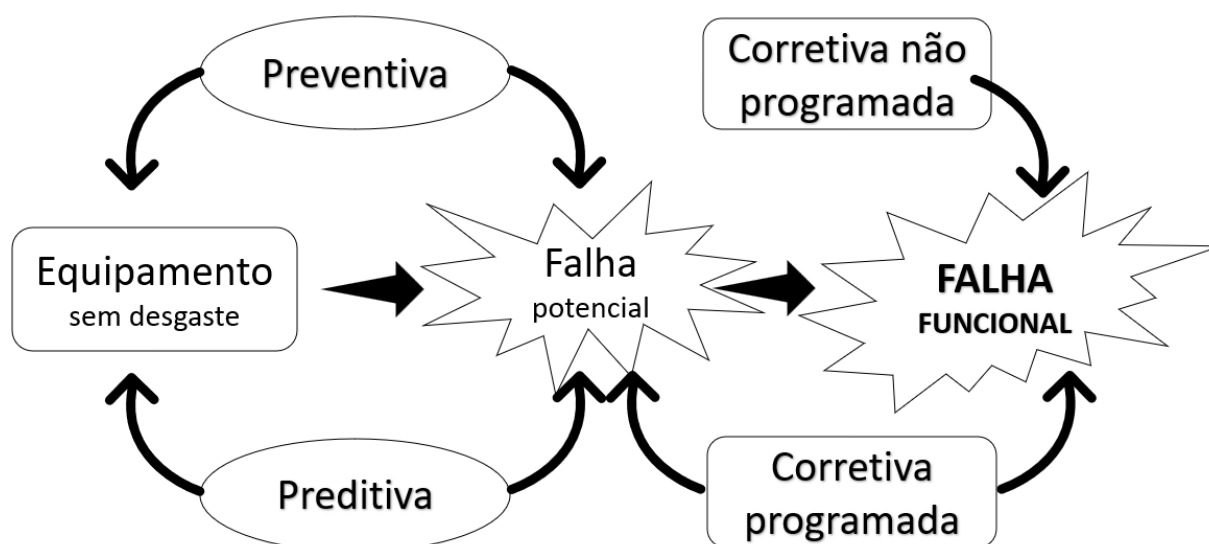 Preventiva
Corretiva não
programada
Equipamento
sem desgaste
Falha
potencial
FALHA
FUNCIONAL
Preditiva
Corretiva
programada